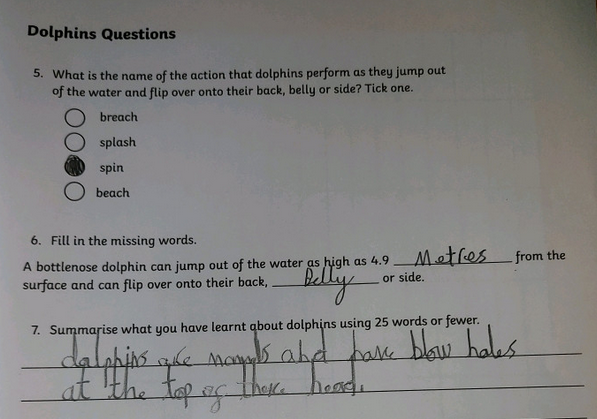 Dolphins Questions
5. What is the name of the action that dolphins perform as they jump out
of the water and flip over onto their back, belly or side? Tick one.
breach
splash
spin
beach
6. Fill in the missing words.
A bottlenose dolphin can jump out of the water as high as 4.9 Metres from the
surface and can flip over onto their back, Belly or side.
7. Summarise what you have learnt about dolphins using 25 words or fewer.
dalphins are and have blow hales
at the top of head.